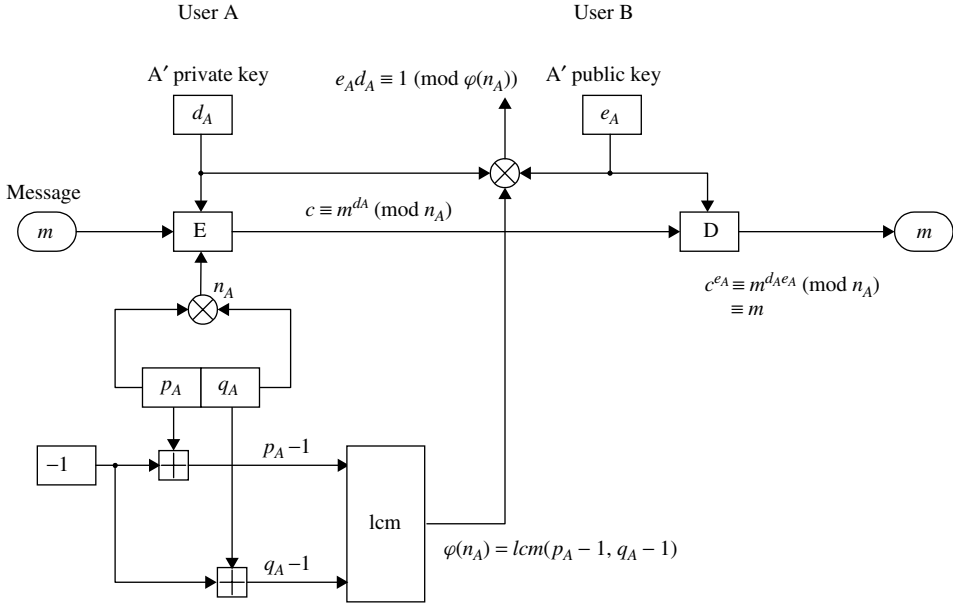 User A
User B
A′ private key
e_A d_A ≡ 1 (mod φ(n_A))
A′ public key
d_A
e_A
Message
m
E
c ≡ m^{dA} (mod n_A)
D
m
n_A
c^{e_A} ≡ m^{d_A e_A} (mod n_A)
≡ m
p_A
q_A
−1
p_A −1
lcm
φ(n_A) = lcm(p_A − 1, q_A − 1)
q_A −1